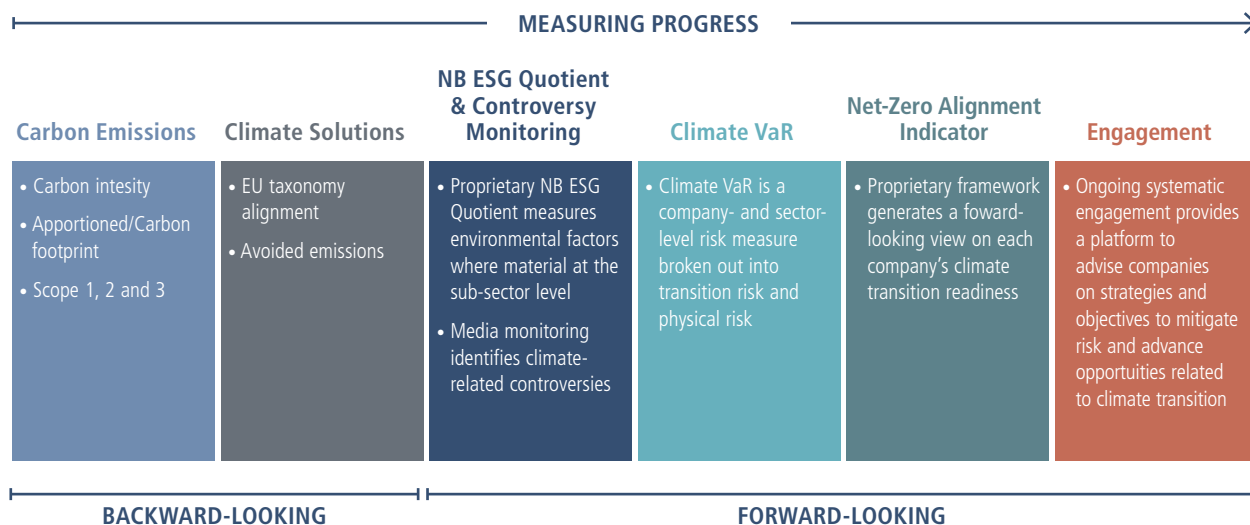 MEASURING PROGRESS
Carbon Emissions
• Carbon intesity
• Apportioned/Carbon
footprint
• Scope 1, 2 and 3
Climate Solutions
• EU taxonomy
alignment
• Avoided emissions
NB ESG Quotient
& Controversy
Monitoring
• Proprietary NB ESG
Quotient measures
environmental factors
where material at the
sub-sector level
• Media monitoring
identifies climate-
related controversies
Climate VaR
• Climate VaR is a
company- and sector-
level risk measure
broken out into
transition risk and
physical risk
Net-Zero Alignment
Indicator
• Proprietary framework
generates a foward-
looking view on each
company’s climate
transition readiness
Engagement
• Ongoing systematic
engagement provides
a platform to
advise companies
on strategies and
objectives to mitigate
risk and advance
opportuities related
to climate transition
BACKWARD-LOOKING
FORWARD-LOOKING